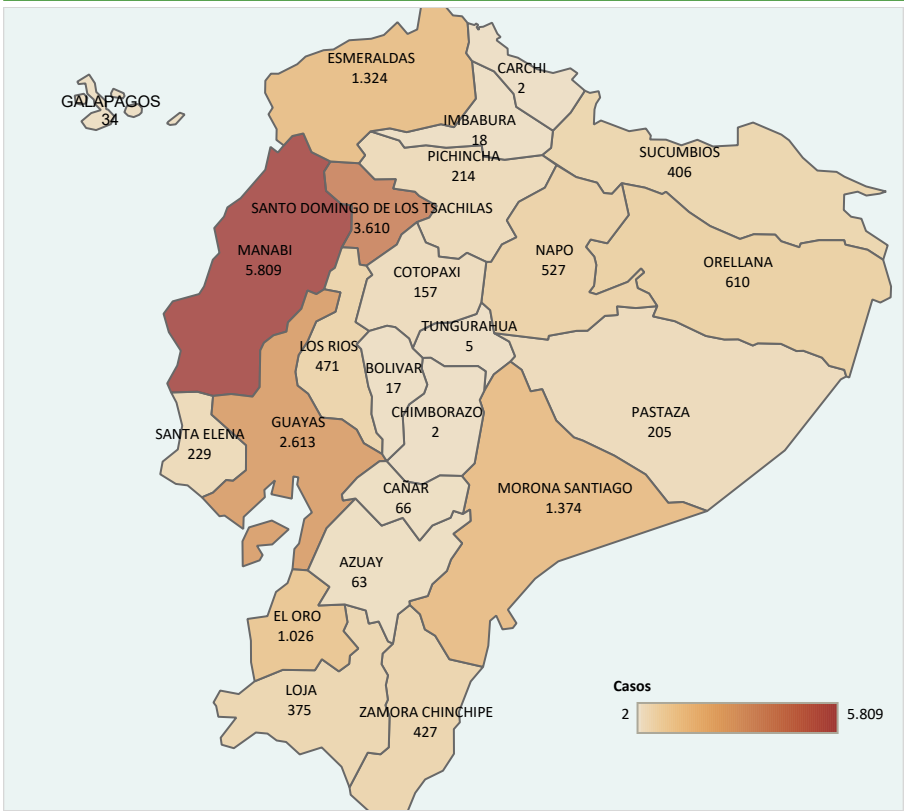 ESMERALDAS
1.324
CARCHI
2
GALAPAGOS
34
IMBABURA
18
PICHINCHA
214
SUCUMBIOS
406
SANTO DOMINGO DE LOS TSACHILAS
3.610
MANABI
5.809
COTOPAXI
157
NAPO
527
ORELLANA
610
TUNGURAHUA
5
LOS RIOS
471
BOLIVAR
17
CHIMBORAZO
2
PASTAZA
205
SANTA ELENA
229
GUAYAS
2.613
CAÑAR
66
MORONA SANTIAGO
1.374
AZUAY
63
EL ORO
1.026
LOJA
375
ZAMORA CHINCHIPE
427
Casos
2
5.809